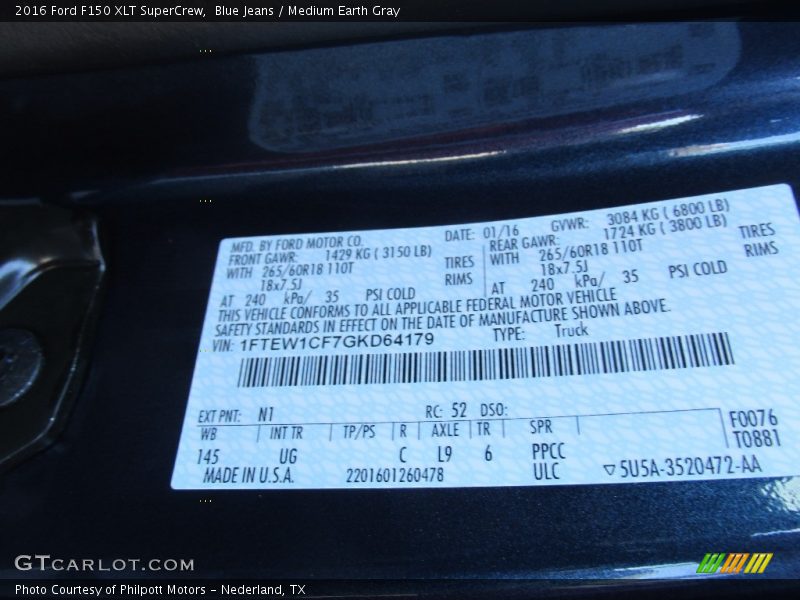 2016 Ford F150 XLT SuperCrew, Blue Jeans / Medium Earth Gray
MFD. BY FORD MOTOR CO. DATE: 01/16 GVWR: 3084 KG ( 6800 LB)
FRONT GAWR: 1429 KG ( 3150 LB) REAR GAWR: 1724 KG ( 3800 LB)
WITH 265/60R18 110T TIRES WITH 265/60R18 110T TIRES
18x7.5J RIMS 18x7.5J RIMS
AT 240 kPa/ 35 PSI COLD AT 240 kPa/ 35 PSI COLD
THIS VEHICLE CONFORMS TO ALL APPLICABLE FEDERAL MOTOR VEHICLE
SAFETY STANDARDS IN EFFECT ON THE DATE OF MANUFACTURE SHOWN ABOVE.
VIN: 1FTEW1CF7GKD64179 TYPE: Truck
EXT PNT: N1 RC: 52 DSO:
WB INT TR TP/PS R AXLE TR SPR F0076
T0881
145 UG C L9 6 PPCC
MADE IN U.S.A. 2201601260478 ULC ▽5U5A-3520472-AA
GTCARLOT.COM
Photo Courtesy of Philpott Motors - Nederland, TX